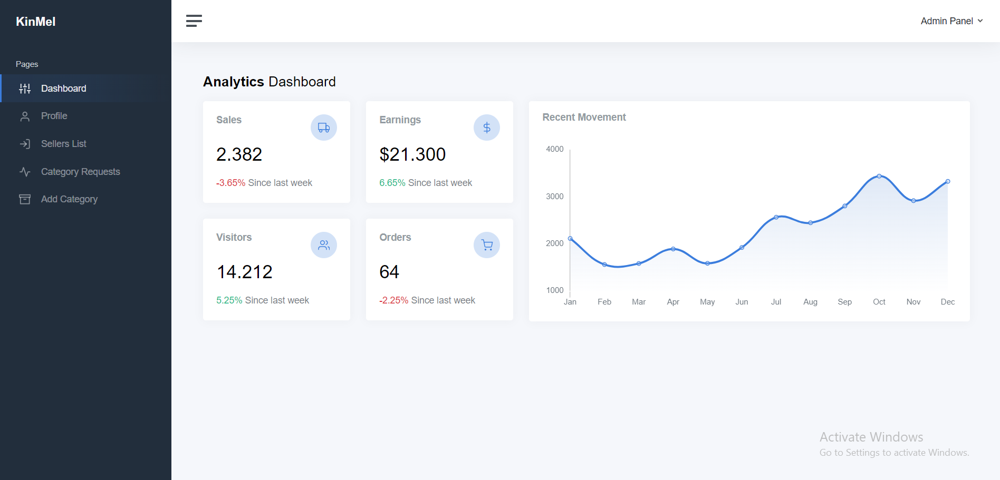 KinMel
Admin Panel
Pages
Dashboard
Profile
Sellers List
Category Requests
Add Category
Analytics Dashboard
Sales
2.382
-3.65% Since last week
Earnings
$21.300
6.65% Since last week
Visitors
14.212
5.25% Since last week
Orders
64
-2.25% Since last week
Recent Movement
4000
3000
2000
1000
Jan Feb Mar Apr May Jun Jul Aug Sep Oct Nov Dec
Activate Windows
Go to Settings to activate Windows.